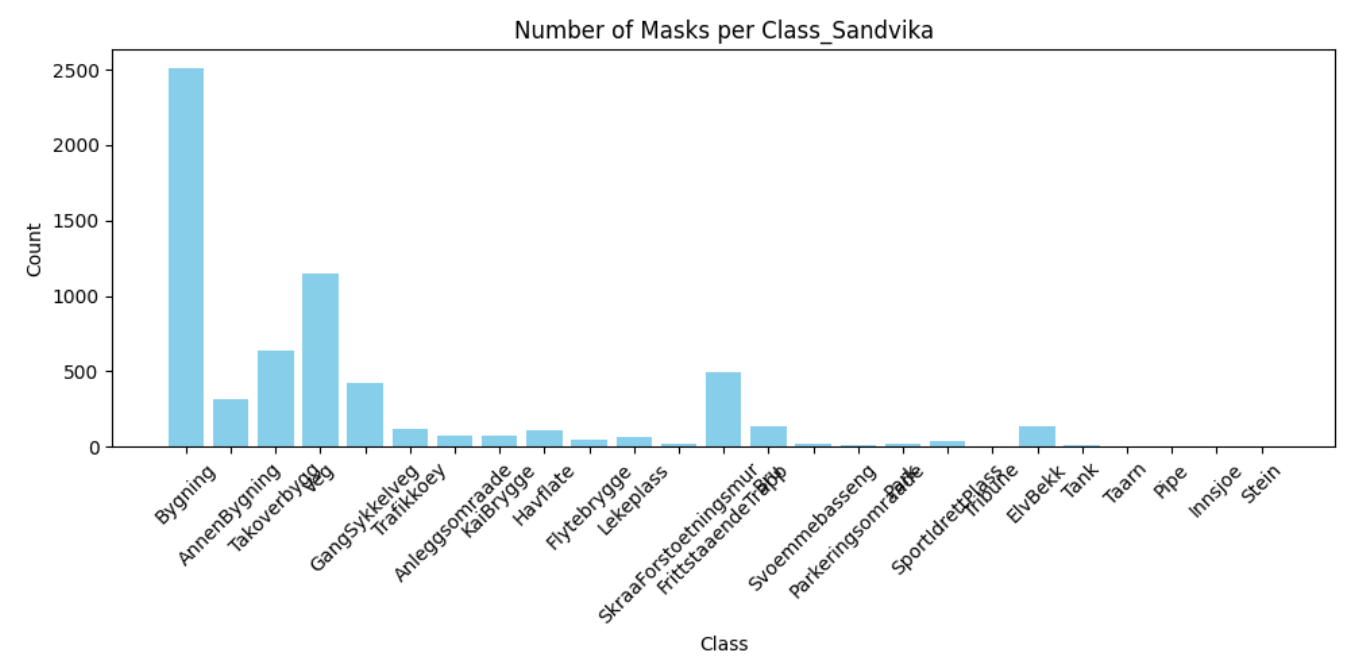 Number of Masks per Class_Sandvika
Count
2500
2000
1500
1000
500
0
Bygning
AnnenBygning
Takoverbygg
Veg
GangSykkelveg
Trafikkoey
Anleggsomraade
KaiBrygge
Havflate
Flytebrygge
Lekeplass
SkraaForstoetningsmur
FrittstaaendeTrapp
Bru
Svoemmebasseng
Parkeringsomraade
Park
SportIdrettPlass
Tribune
ElvBekk
Tank
Taarn
Pipe
Innsjoe
Stein
Class